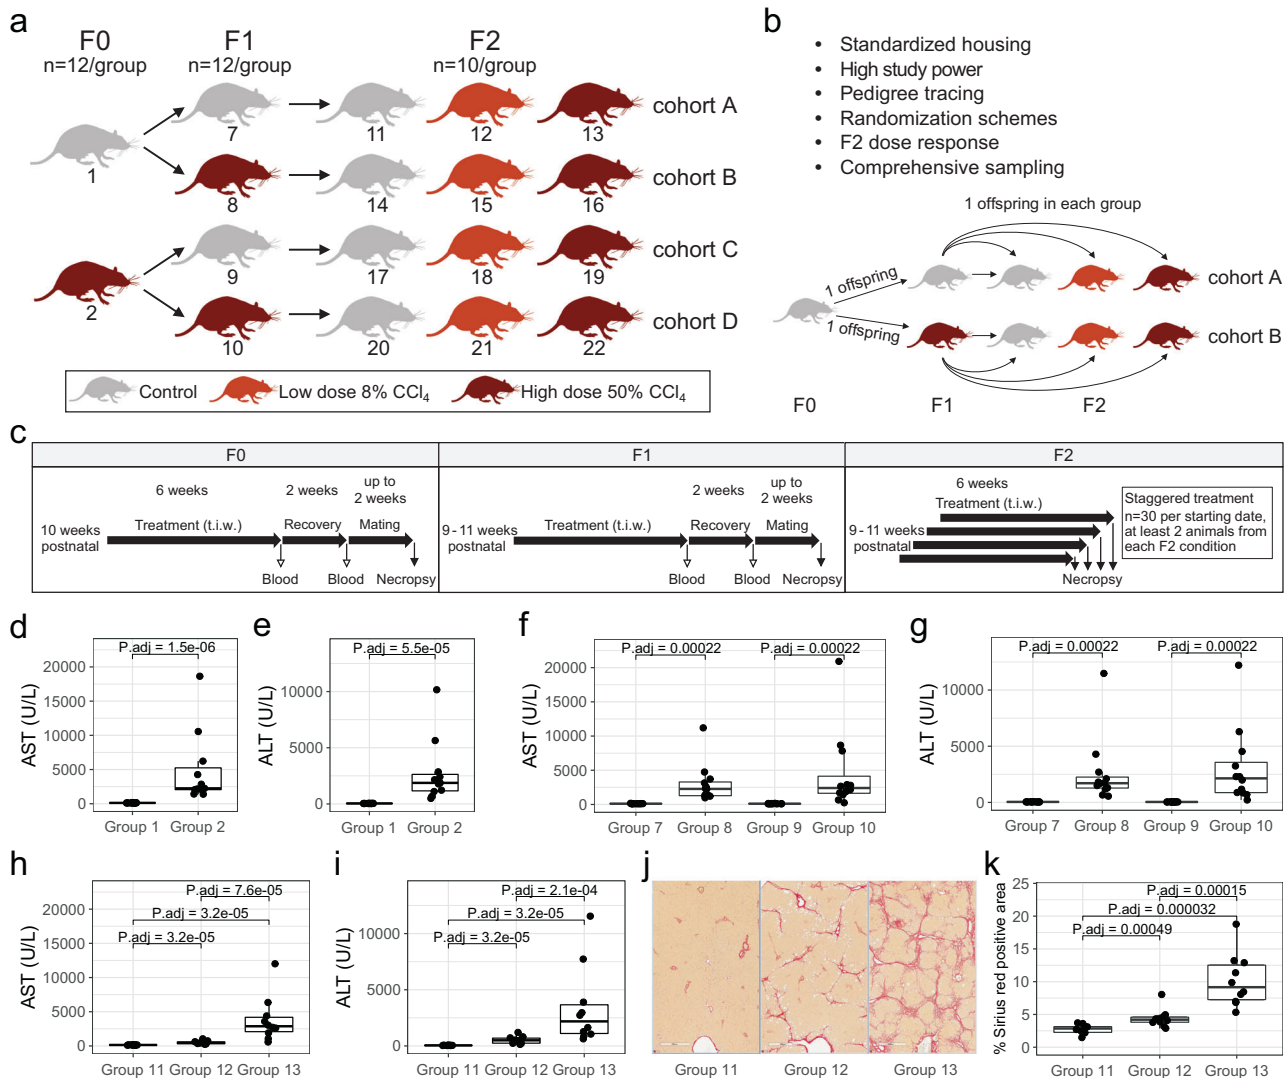 a
F0
F1
F2
n=12/group
n=12/group
n=10/group
1
7
11
12
13
cohort A
8
14
15
16
cohort B
2
9
17
18
19
cohort C
10
20
21
22
cohort D
Control
Low dose 8% CCl4
High dose 50% CCl4
b
• Standardized housing
• High study power
• Pedigree tracing
• Randomization schemes
• F2 dose response
• Comprehensive sampling
1 offspring in each group
1 offspring
1 offspring
cohort A
cohort B
F0
F1
F2
c
F0
6 weeks
2 weeks
up to
2 weeks
10 weeks
postnatal
Treatment (t.i.w.)
Recovery
Mating
Blood
Blood
Necropsy
F1
2 weeks
up to
2 weeks
9 - 11 weeks
postnatal
Treatment (t.i.w.)
Recovery
Mating
Blood
Blood
Necropsy
F2
6 weeks
Treatment (t.i.w.)
9 - 11 weeks
postnatal
Necropsy
Staggered treatment
n=30 per starting date,
at least 2 animals from
each F2 condition
d
P.adj = 1.5e-06
AST (U/L)
20000
15000
10000
5000
0
Group 1
Group 2
e
P.adj = 5.5e-05
ALT (U/L)
10000
5000
0
Group 1
Group 2
f
P.adj = 0.00022
P.adj = 0.00022
AST (U/L)
20000
15000
10000
5000
0
Group 7
Group 8
Group 9
Group 10
g
P.adj = 0.00022
P.adj = 0.00022
ALT (U/L)
10000
5000
0
Group 7
Group 8
Group 9
Group 10
h
P.adj = 7.6e-05
P.adj = 3.2e-05
P.adj = 3.2e-05
AST (U/L)
20000
15000
10000
5000
0
Group 11
Group 12
Group 13
i
P.adj = 2.1e-04
P.adj = 3.2e-05
P.adj = 3.2e-05
ALT (U/L)
10000
5000
0
Group 11
Group 12
Group 13
j
Group 11
Group 12
Group 13
k
P.adj = 0.00015
P.adj = 0.000032
P.adj = 0.00049
% Sirius red positive area
25
20
15
10
5
0
Group 11
Group 12
Group 13